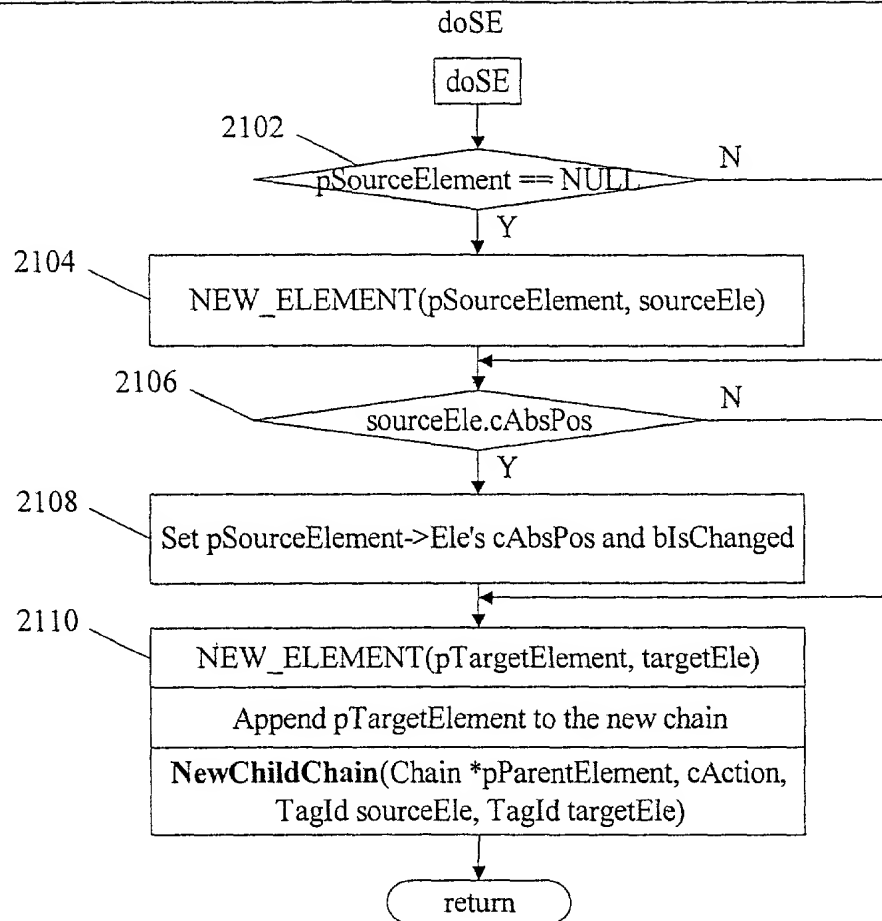 doSE
doSE
2102
N
pSourceElement == NULL
Y
2104
NEW_ELEMENT(pSourceElement, sourceEle)
2106
N
sourceEle.cAbsPos
Y
2108
Set pSourceElement->Ele's cAbsPos and bIsChanged
2110
NEW_ELEMENT(pTargetElement, targetEle)
Append pTargetElement to the new chain
NewChildChain(Chain *pParentElement, cAction,
TagId sourceEle, TagId targetEle)
return